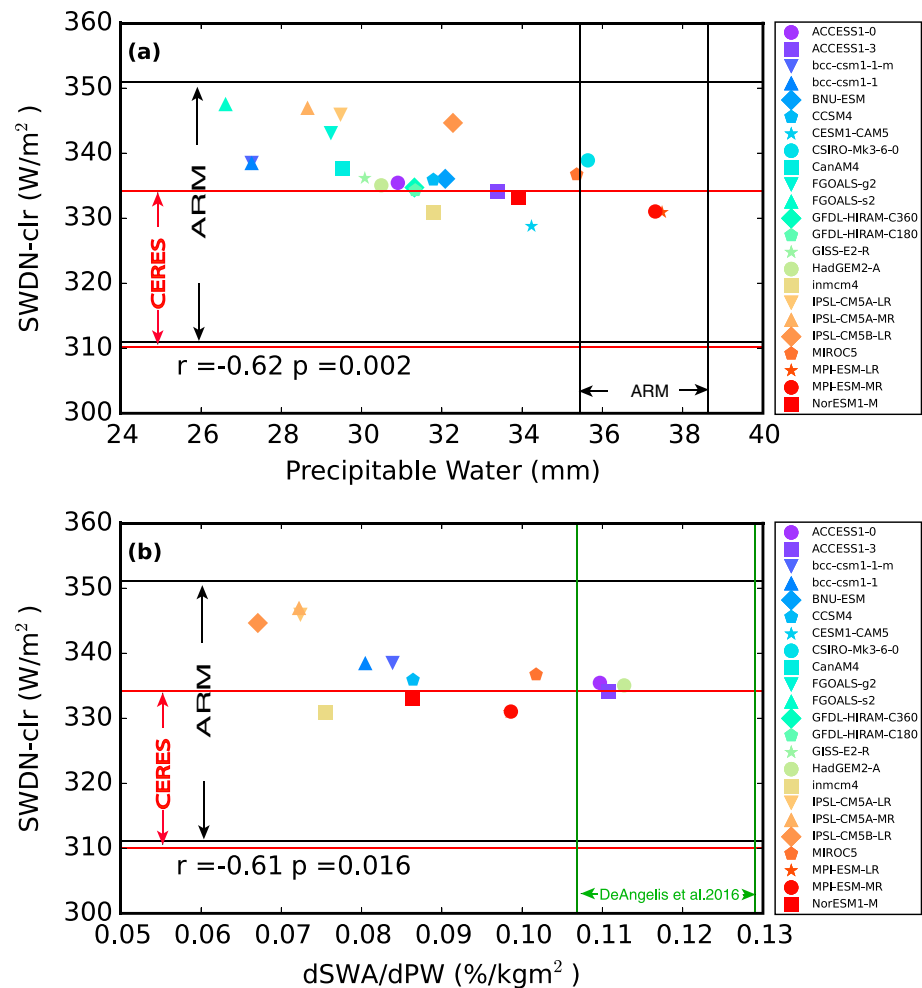 360
(a)
350
340
330
320
310
300
SWDN-clr (W/m²)
ARM
CERES
r =-0.62 p =0.002
ARM
24 26 28 30 32 34 36 38 40
Precipitable Water (mm)
ACCESS1-0
ACCESS1-3
bcc-csm1-1-m
bcc-csm1-1
BNU-ESM
CCSM4
CESM1-CAM5
CSIRO-Mk3-6-0
CanAM4
FGOALS-g2
FGOALS-s2
GFDL-HIRAM-C360
GFDL-HIRAM-C180
GISS-E2-R
HadGEM2-A
inmcm4
IPSL-CM5A-LR
IPSL-CM5A-MR
IPSL-CM5B-LR
MIROC5
MPI-ESM-LR
MPI-ESM-MR
NorESM1-M
360
(b)
350
340
330
320
310
300
SWDN-clr (W/m²)
ARM
CERES
r =-0.61 p =0.016
DeAngelis et al.2016
0.05 0.06 0.07 0.08 0.09 0.10 0.11 0.12 0.13
dSWA/dPW (%/kgm²)
ACCESS1-0
ACCESS1-3
bcc-csm1-1-m
bcc-csm1-1
BNU-ESM
CCSM4
CESM1-CAM5
CSIRO-Mk3-6-0
CanAM4
FGOALS-g2
FGOALS-s2
GFDL-HIRAM-C360
GFDL-HIRAM-C180
GISS-E2-R
HadGEM2-A
inmcm4
IPSL-CM5A-LR
IPSL-CM5A-MR
IPSL-CM5B-LR
MIROC5
MPI-ESM-LR
MPI-ESM-MR
NorESM1-M